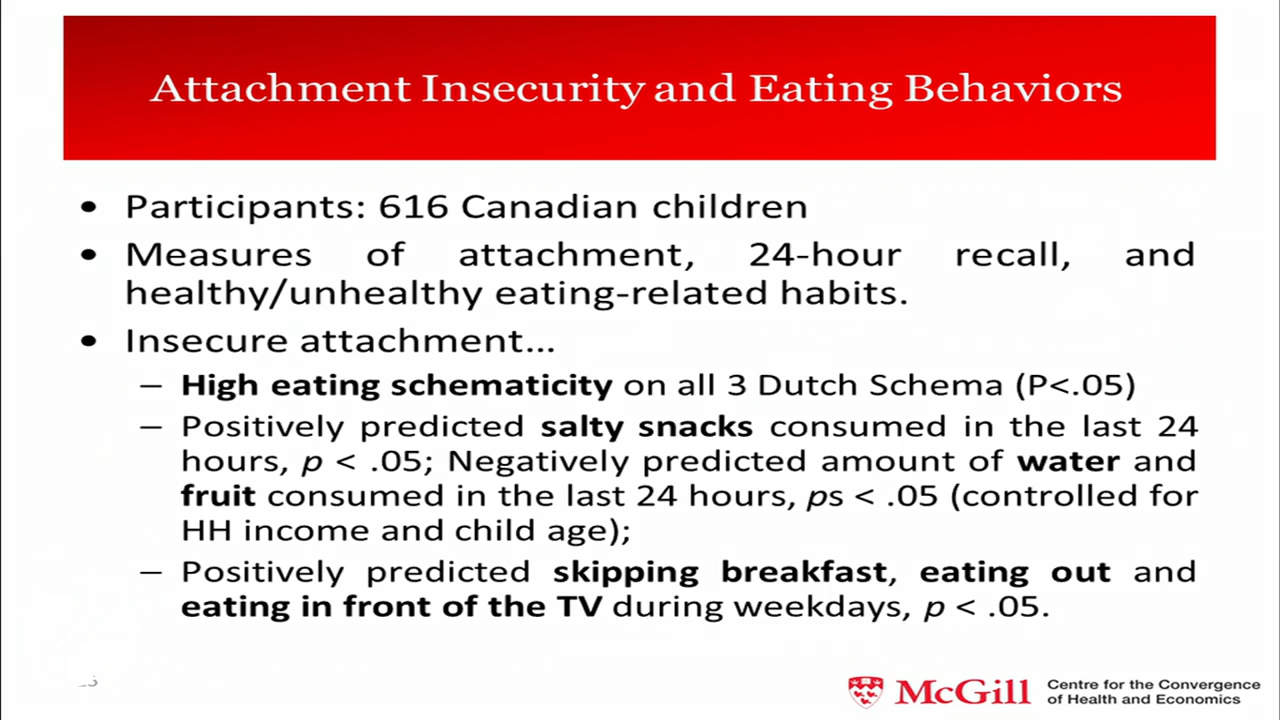 Attachment Insecurity and Eating Behaviors
• Participants: 616 Canadian children
• Measures of attachment, 24-hour recall, and
healthy/unhealthy eating-related habits.
• Insecure attachment...
– High eating schematicity on all 3 Dutch Schema (P<.05)
– Positively predicted salty snacks consumed in the last 24
hours, p < .05; Negatively predicted amount of water and
fruit consumed in the last 24 hours, ps < .05 (controlled for
HH income and child age);
– Positively predicted skipping breakfast, eating out and
eating in front of the TV during weekdays, p < .05.
McGill
Centre for the Convergence
of Health and Economics